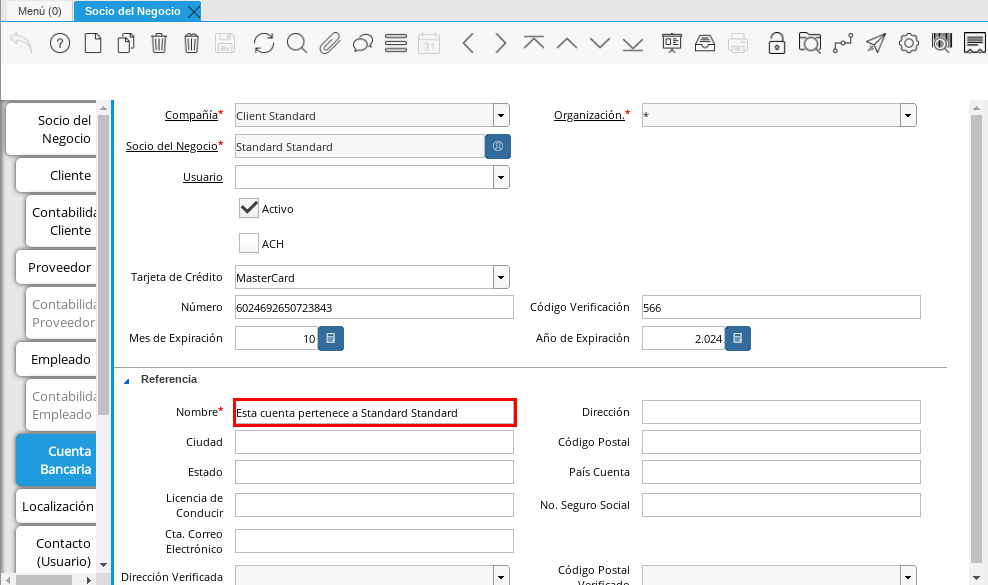 Menú (0)
Socio del Negocio
31
Socio del
Negocio
Cliente
Contabilida
Cliente
Proveedor
Contabilida
Proveedor
Empleado
Contabilida
Empleado
Cuenta
Bancaria
Localización
Contacto
(Usuario)
Compañía* Client Standard Organización.* *
Socio del Negocio* Standard Standard
Usuario
Activo
ACH
Tarjeta de Crédito MasterCard
Número 6024692650723843 Código Verificación 566
Mes de Expiración 10 Año de Expiración 2.024
Referencia
Nombre* Esta cuenta pertenece a Standard Standard Dirección
Ciudad Código Postal
Estado País Cuenta
Licencia de
Conducir No. Seguro Social
Cta. Correo
Electrónico
Dirección Verificada Código Postal
Verificado